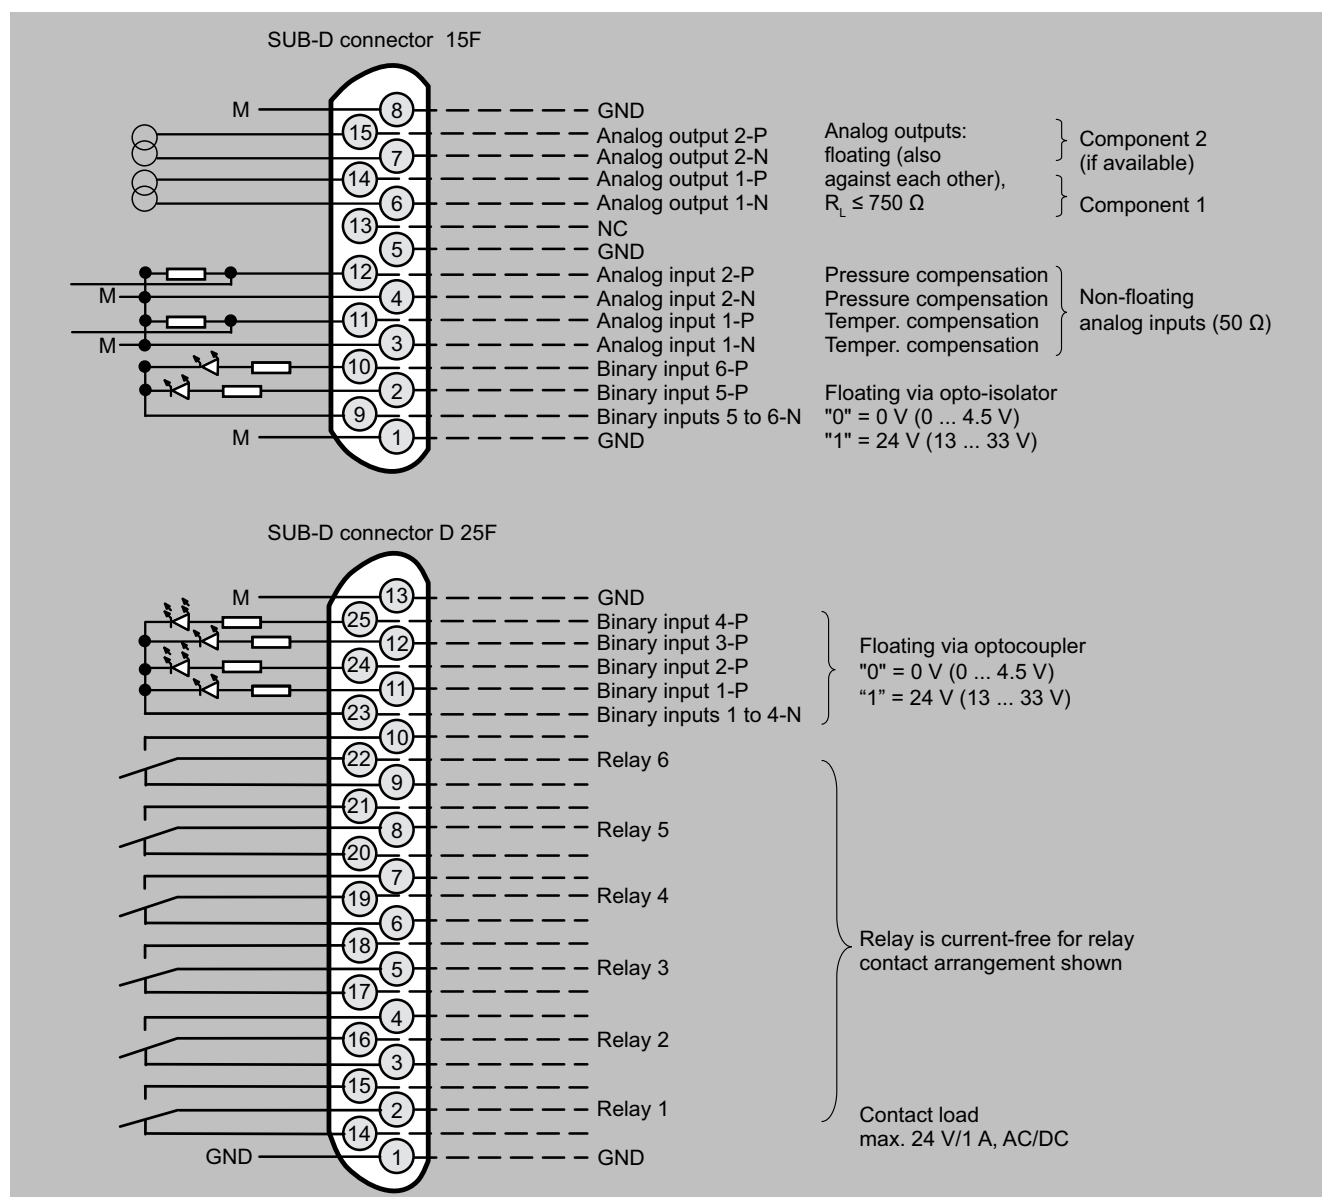 SUB-D connector 15F
M 8 GND
15 Analog output 2-P Analog outputs: Component 2
7 Analog output 2-N floating (also (if available)
14 Analog output 1-P against each other),
6 Analog output 1-N R_L ≤ 750 Ω Component 1
13 NC
5 GND
12 Analog input 2-P Pressure compensation
M 4 Analog input 2-N Pressure compensation Non-floating
11 Analog input 1-P Temper. compensation analog inputs (50 Ω)
M 3 Analog input 1-N Temper. compensation
10 Binary input 6-P
2 Binary input 5-P Floating via opto-isolator
9 Binary inputs 5 to 6-N "0" = 0 V (0 ... 4.5 V)
M 1 GND "1" = 24 V (13 ... 33 V)
SUB-D connector D 25F
M 13 GND
25 Binary input 4-P
12 Binary input 3-P Floating via optocoupler
24 Binary input 2-P "0" = 0 V (0 ... 4.5 V)
11 Binary input 1-P “1” = 24 V (13 ... 33 V)
23 Binary inputs 1 to 4-N
10
22 Relay 6
9
21
8 Relay 5
20
7
19 Relay 4
6
18 Relay is current-free for relay
5 Relay 3 contact arrangement shown
17
4
16 Relay 2
3
15
2 Relay 1 Contact load
14 max. 24 V/1 A, AC/DC
GND 1 GND